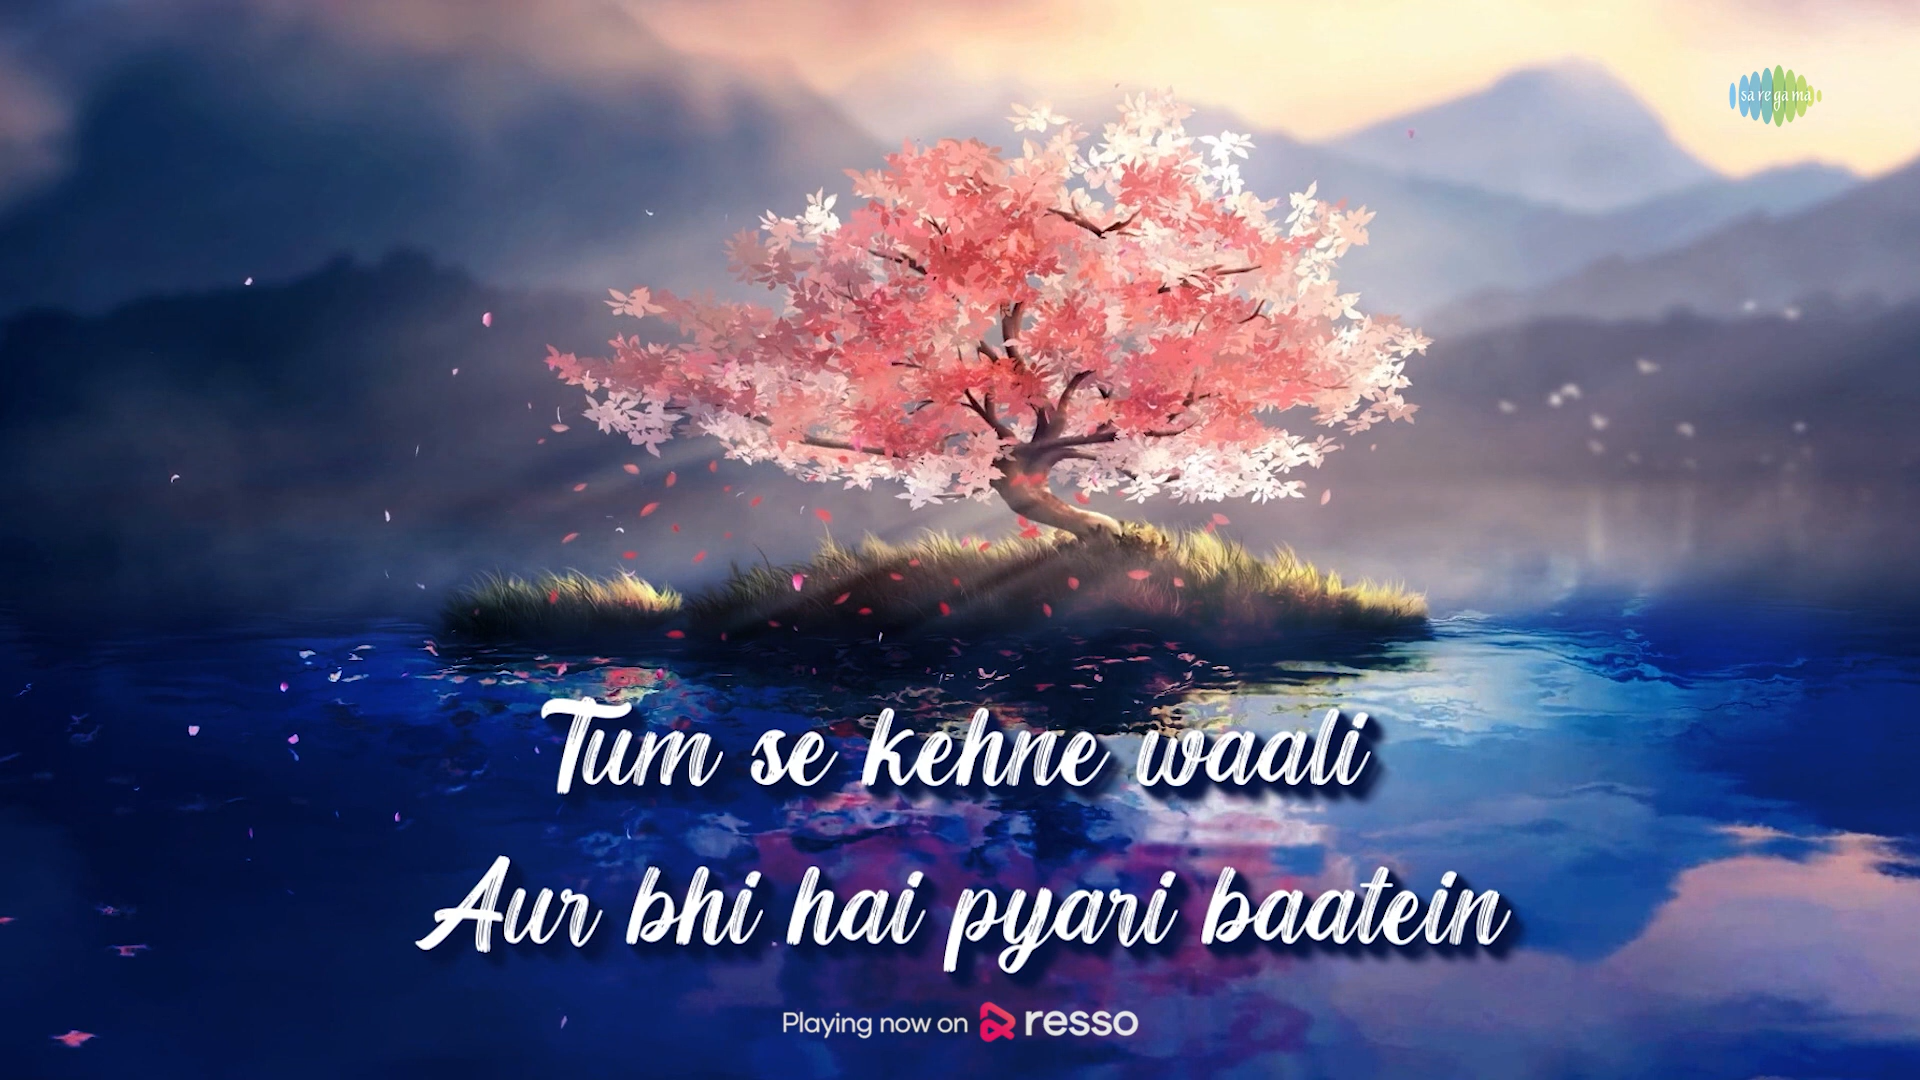 sa re ga ma
Tum se kehne waali
Aur bhi hai pyari baatein
Playing now on resso